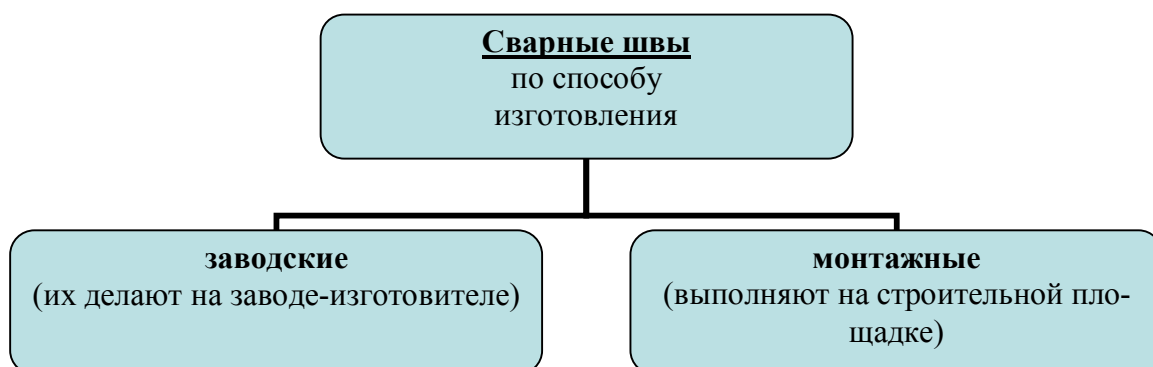 Сварные швы
по способу
изготовления
заводские
(их делают на заводе-изготовителе)
монтажные
(выполняют на строительной пло-
щадке)